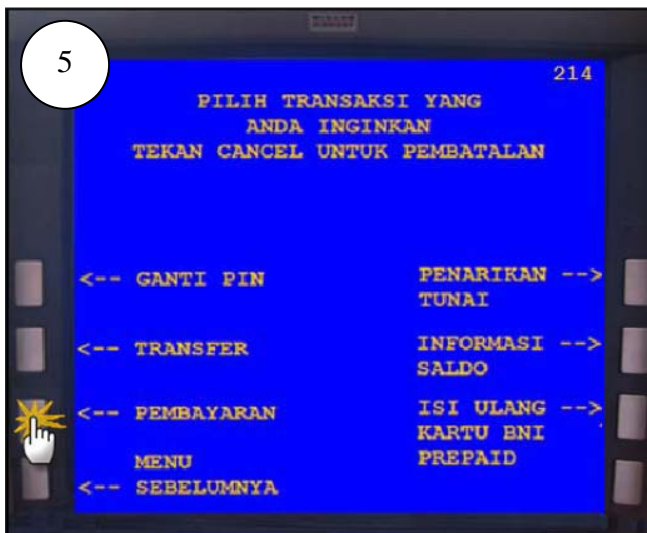 5
214
PILIH TRANSAKSI YANG
ANDA INGINKAN
TEKAN CANCEL UNTUK PEMBATALAN
<-- GANTI PIN
PENARIKAN -->
TUNAI
<-- TRANSFER
INFORMASI -->
SALDO
<-- PEMBAYARAN
ISI ULANG -->
KARTU BNI
PREPAID
MENU
<-- SEBELUMNYA